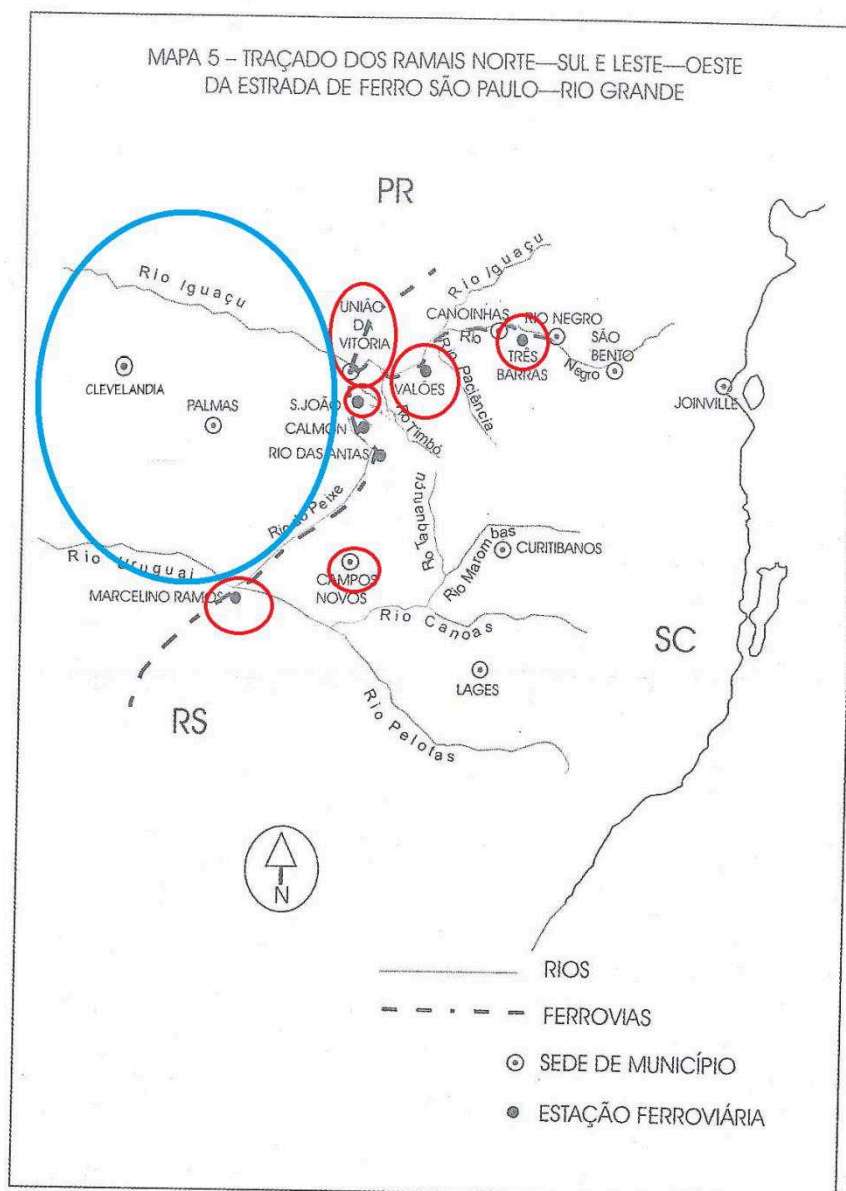 MAPA 5 – TRAÇADO DOS RAMAIS NORTE—SUL E LESTE—OESTE
DA ESTRADA DE FERRO SÃO PAULO—RIO GRANDE
PR
Rio Iguaçu
Rio Iguaçu
UNIÃO
D
VITÓRIA
CANOINHAS
RIO NEGRO
Rio
Negro
SÃO
BENTO
TRÊS
BARRAS
Rio Paciência
VALÕES
CLEVELANDIA
S.JOÃO
JOINVILLE
PALMAS
CALMON
Rio Timbó
RIO DAS ANTAS
Rio do Peixe
Rio Taquaruçu
Rio Marombas
CURITIBANOS
Rio Uruguai
CAMPOS
NOVOS
MARCELINO RAMOS
Rio Canoas
SC
LAGES
RS
Rio Pelotas
N
RIOS
FERROVIAS
SEDE DE MUNICÍPIO
ESTAÇÃO FERROVIÁRIA